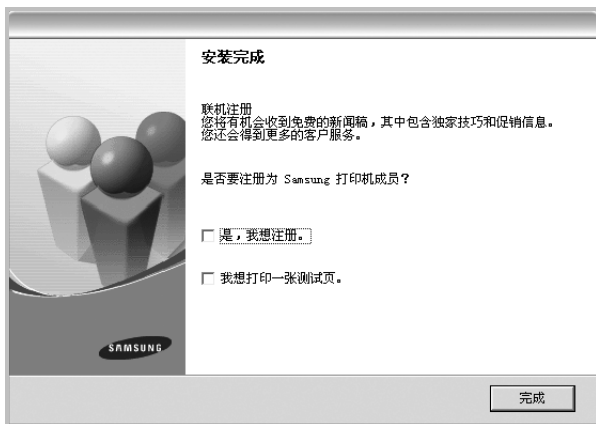 安装完成
联机注册
您将有机会收到免费的新闻稿，其中包含独家技巧和促销信息。
您还会得到更多的客户服务。
是否要注册为 Samsung 打印机成员？
是，我想注册。
我想打印一张测试页。
SAMSUNG
完成